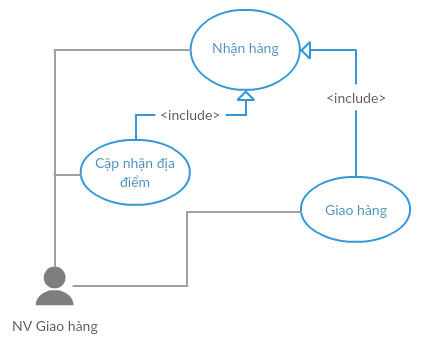 Nhận hàng
<include>
<include>
Cập nhận địa
điểm
Giao hàng
NV Giao hàng